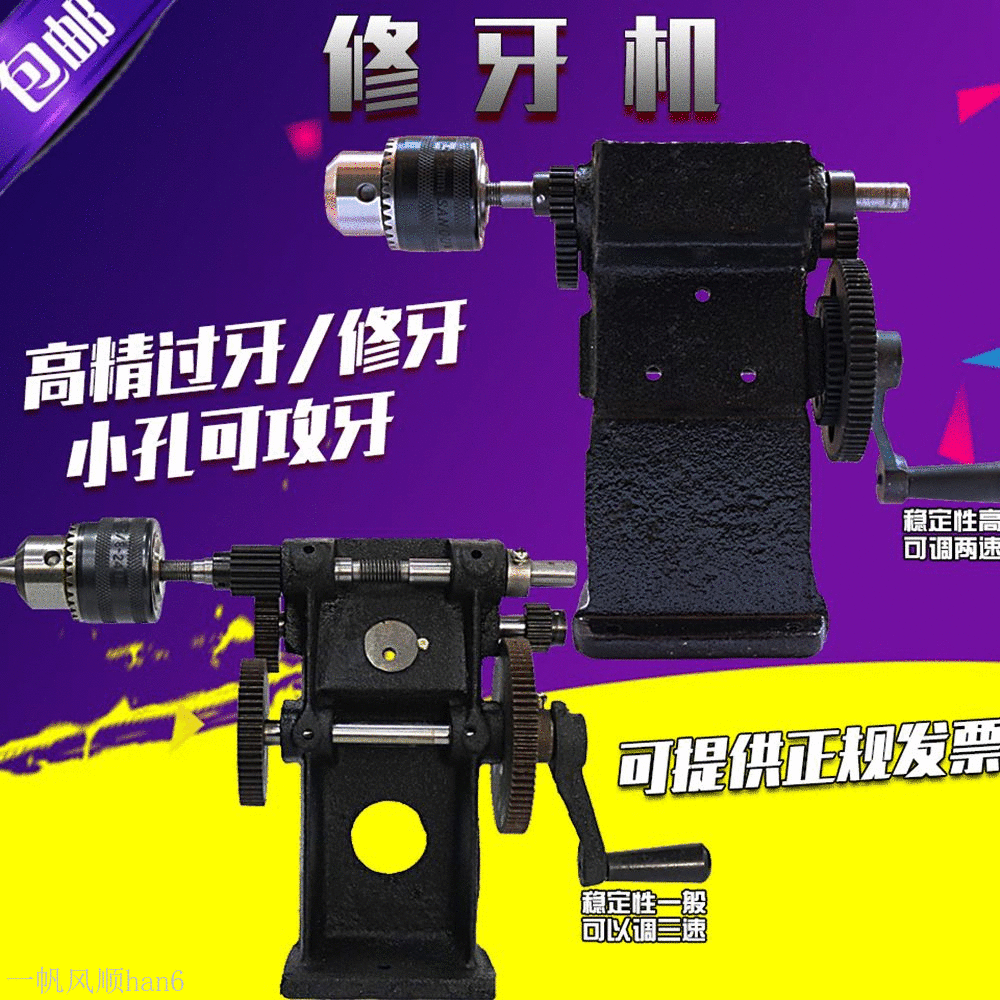 包邮
修牙机
高精过牙/修牙
小孔可攻牙
稳定性高
可调两速
可提供正规发票
稳定性一般
可以调三速
一帆风顺han6